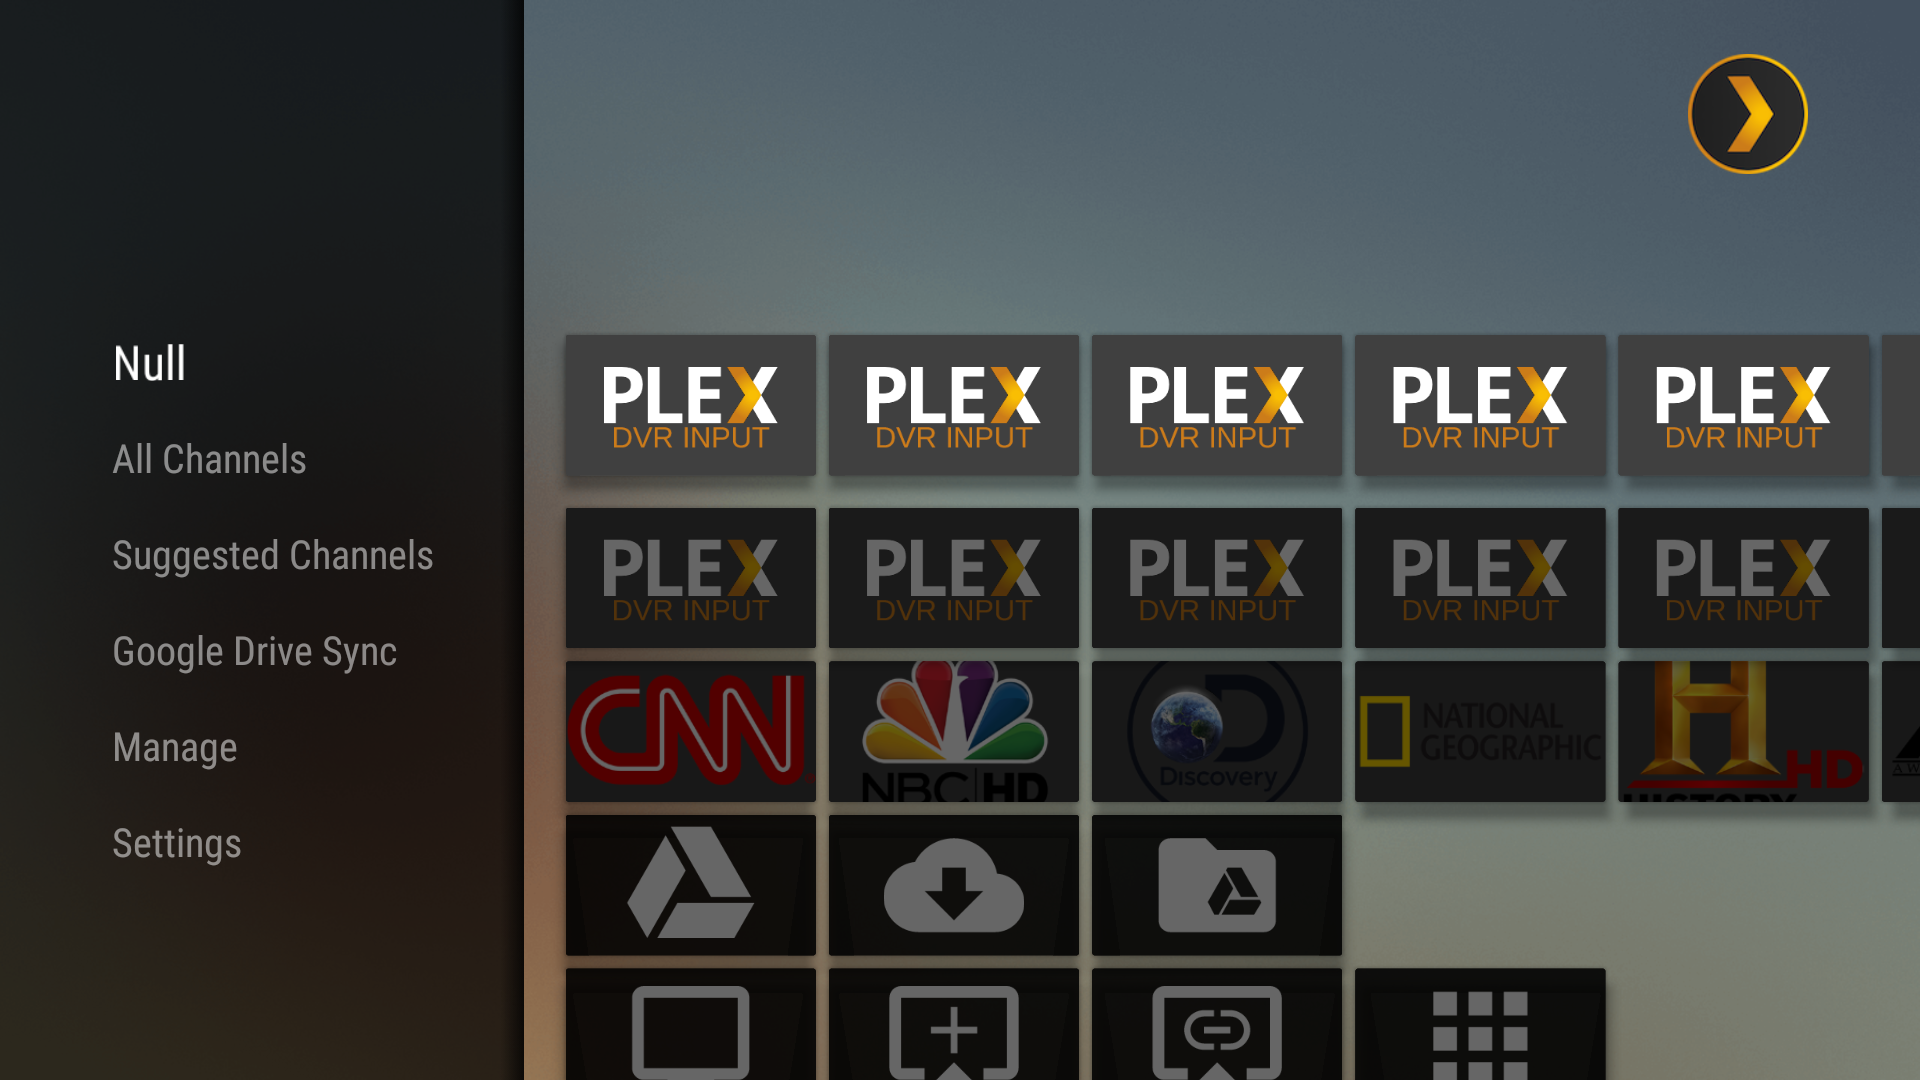 Null
All Channels
Suggested Channels
Google Drive Sync
Manage
Settings
PLEX PLEX PLEX PLEX PLEX
DVR INPUT DVR INPUT DVR INPUT DVR INPUT DVR INPUT
PLEX PLEX PLEX PLEX PLEX
DVR INPUT DVR INPUT DVR INPUT DVR INPUT DVR INPUT
CNN
NBC HD
Discovery
NATIONAL
GEOGRAPHIC
H HD
HISTORY